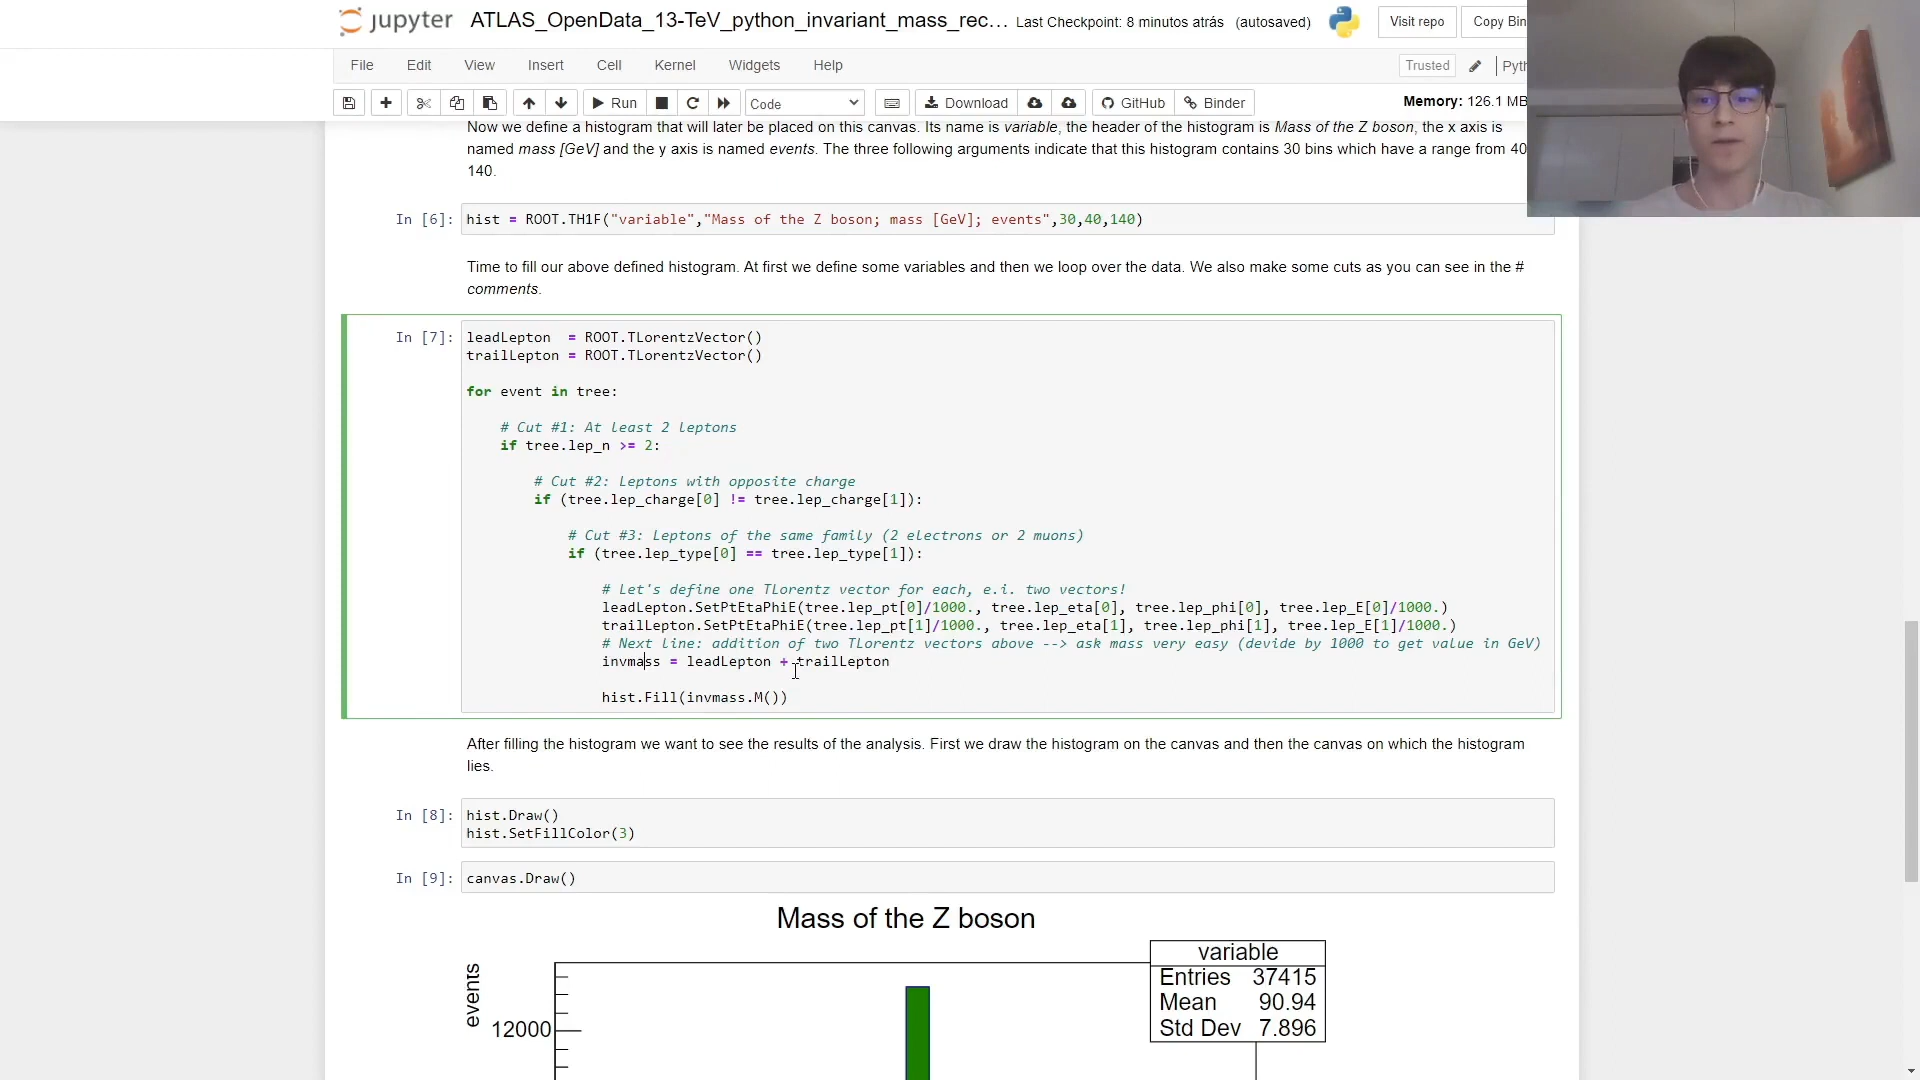 jupyter ATLAS_OpenData_13-TeV_python_invariant_mass_rec... Last Checkpoint: 8 minutos atrás (autosaved) Visit repo Copy Bin
File Edit View Insert Cell Kernel Widgets Help Trusted Pyth
Run Code Download GitHub Binder Memory: 126.1 MB
Now we define a histogram that will later be placed on this canvas. Its name is variable, the header of the histogram is Mass of the Z boson, the x axis is
named mass [GeV] and the y axis is named events. The three following arguments indicate that this histogram contains 30 bins which have a range from 40
140.
In [6]: hist = ROOT.TH1F("variable","Mass of the Z boson; mass [GeV]; events",30,40,140)
Time to fill our above defined histogram. At first we define some variables and then we loop over the data. We also make some cuts as you can see in the #
comments.
In [7]: leadLepton  = ROOT.TLorentzVector()
trailLepton = ROOT.TLorentzVector()
for event in tree:
# Cut #1: At least 2 leptons
if tree.lep_n >= 2:
# Cut #2: Leptons with opposite charge
if (tree.lep_charge[0] != tree.lep_charge[1]):
# Cut #3: Leptons of the same family (2 electrons or 2 muons)
if (tree.lep_type[0] == tree.lep_type[1]):
# Let's define one TLorentz vector for each, e.i. two vectors!
leadLepton.SetPtEtaPhiE(tree.lep_pt[0]/1000., tree.lep_eta[0], tree.lep_phi[0], tree.lep_E[0]/1000.)
trailLepton.SetPtEtaPhiE(tree.lep_pt[1]/1000., tree.lep_eta[1], tree.lep_phi[1], tree.lep_E[1]/1000.)
# Next line: addition of two TLorentz vectors above --> ask mass very easy (devide by 1000 to get value in GeV)
invmass = leadLepton + trailLepton
hist.Fill(invmass.M())
After filling the histogram we want to see the results of the analysis. First we draw the histogram on the canvas and then the canvas on which the histogram
lies.
In [8]: hist.Draw()
hist.SetFillColor(3)
In [9]: canvas.Draw()
Mass of the Z boson
variable
Entries 37415
Mean 90.94
Std Dev 7.896
events
12000